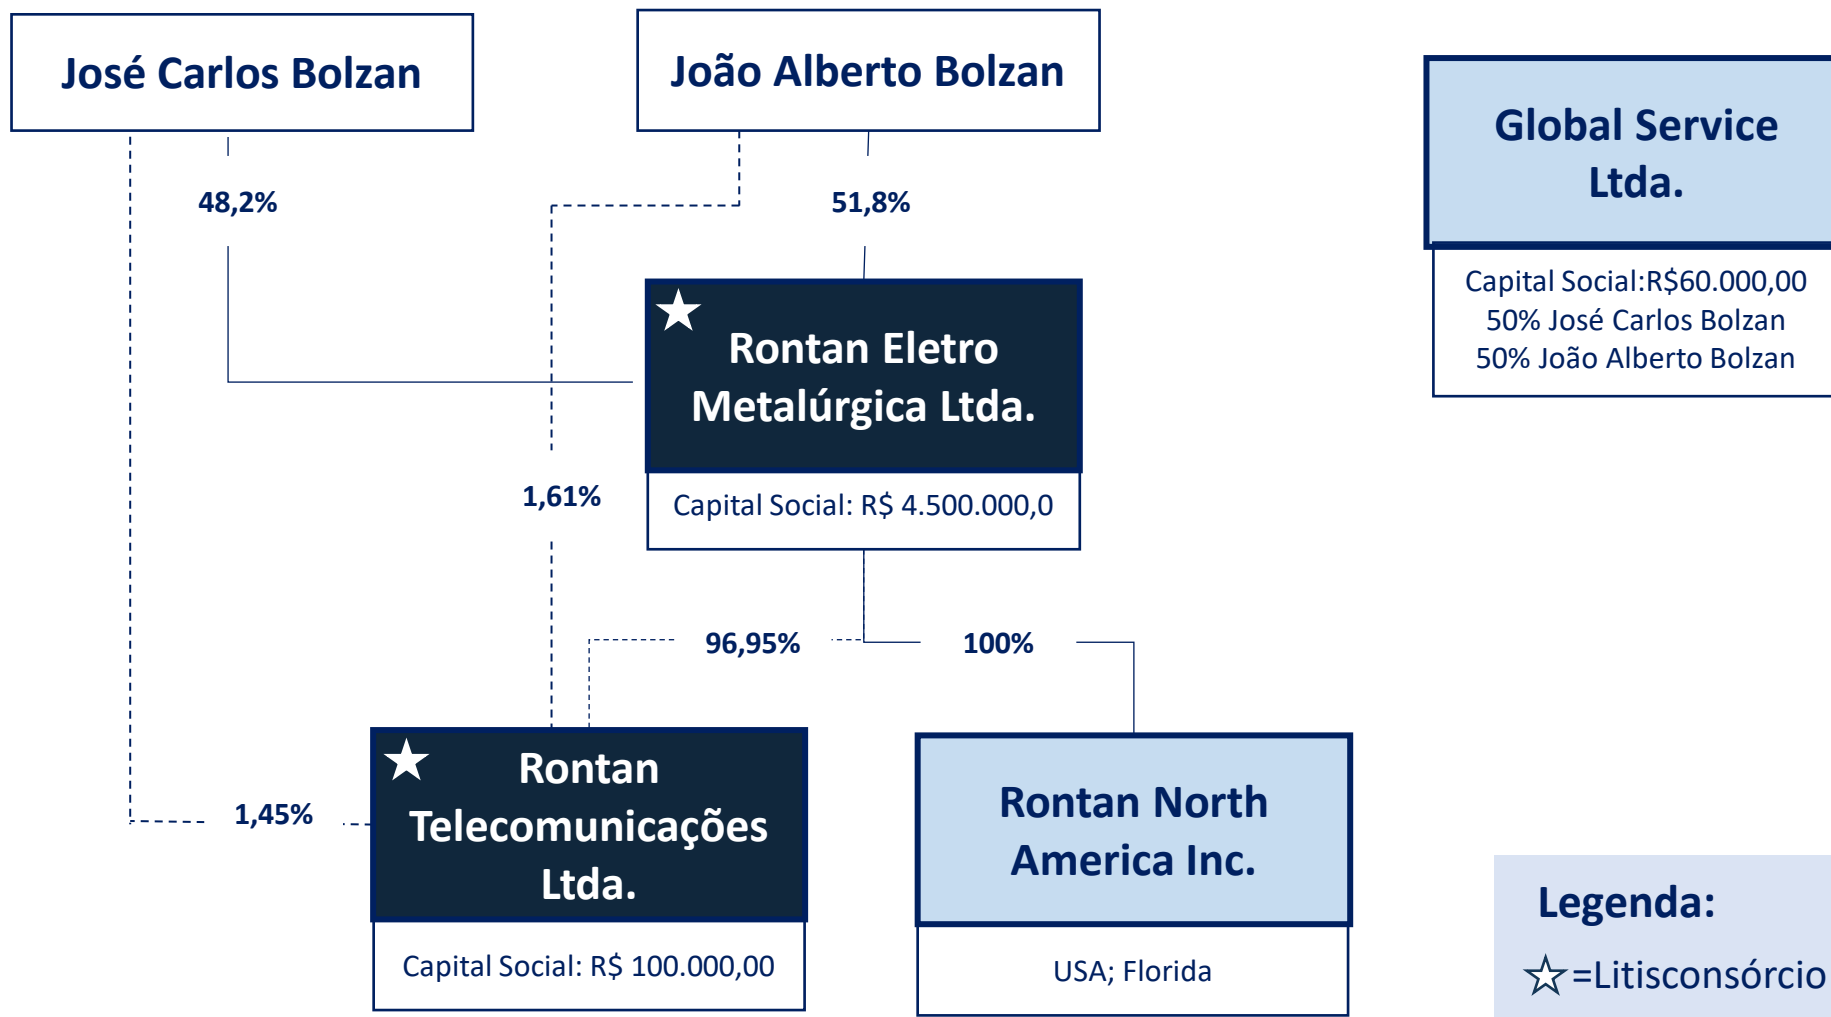 José Carlos Bolzan
João Alberto Bolzan
Global Service
Ltda.
48,2%
51,8%
Capital Social:R$60.000,00
50% José Carlos Bolzan
50% João Alberto Bolzan
Rontan Eletro
Metalúrgica Ltda.
1,61%
Capital Social: R$ 4.500.000,0
96,95%
100%
Rontan
Telecomunicações
Ltda.
1,45%
Rontan North
America Inc.
Capital Social: R$ 100.000,00
USA; Florida
Legenda:
=Litisconsórcio